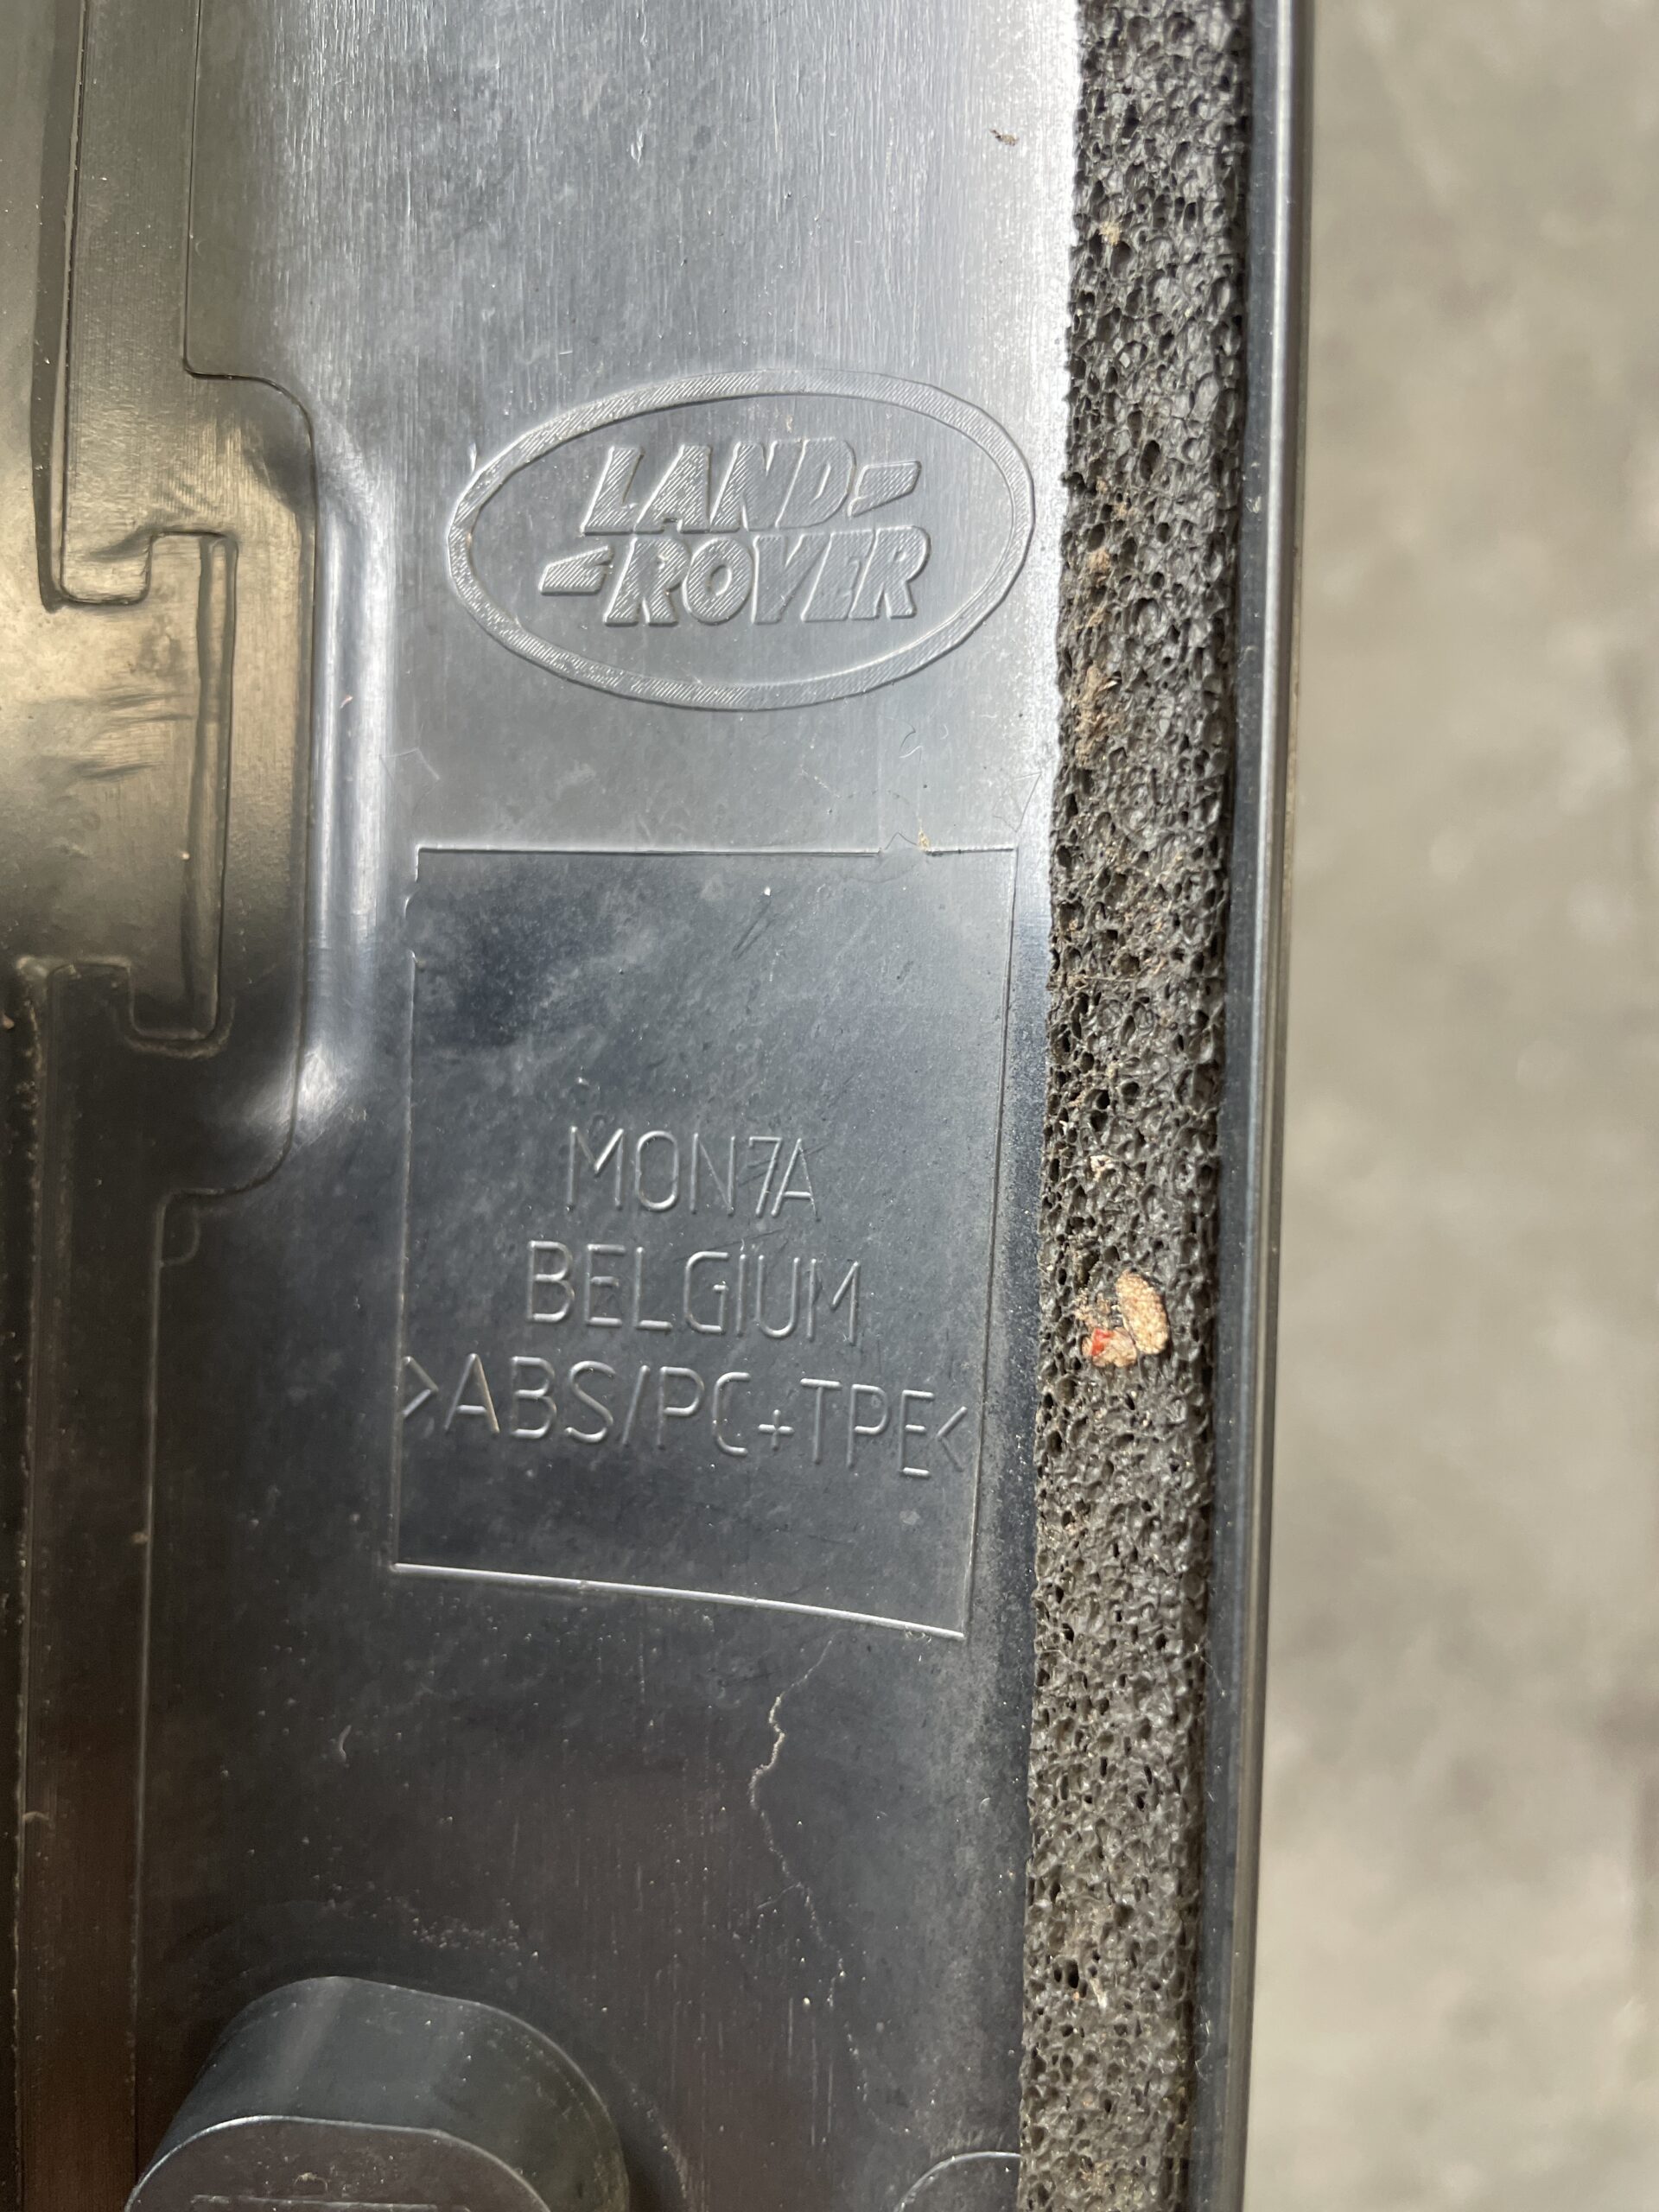 LAND
ROVER
MON7A
BELGIUM
>ABS/PC+TPE<